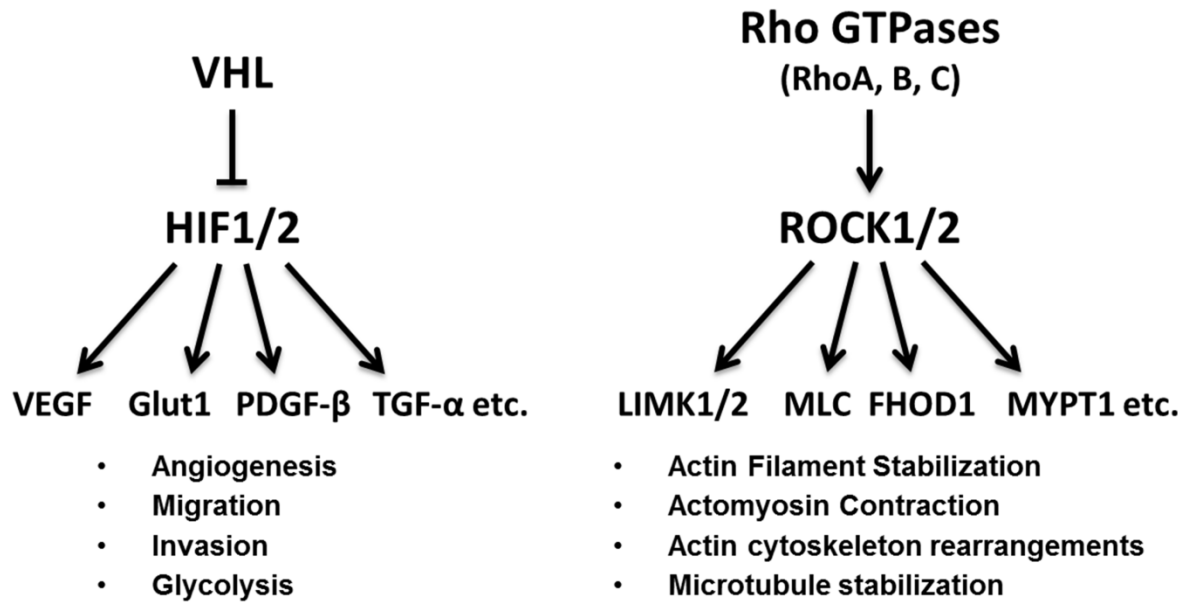 VHL
HIF1/2
VEGF Glut1 PDGF-β TGF-α etc.
• Angiogenesis
• Migration
• Invasion
• Glycolysis
Rho GTPases
(RhoA, B, C)
ROCK1/2
LIMK1/2 MLC FHOD1 MYPT1 etc.
• Actin Filament Stabilization
• Actomyosin Contraction
• Actin cytoskeleton rearrangements
• Microtubule stabilization